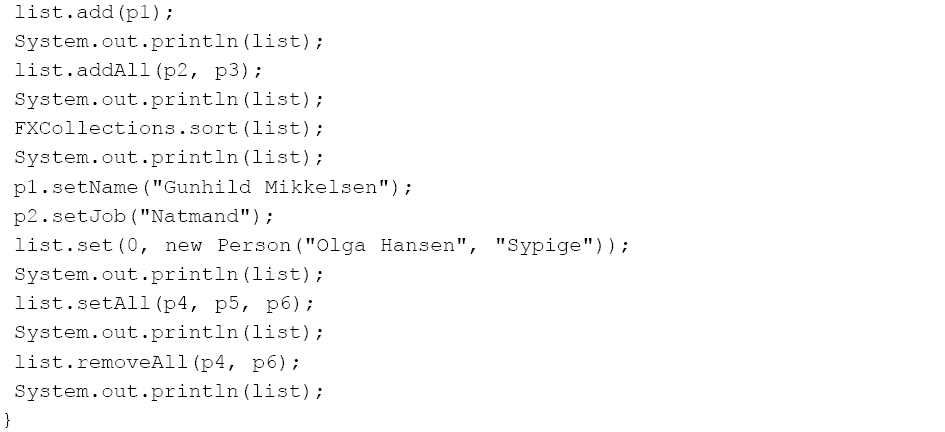 list.add(p1);
System.out.println(list);
list.addAll(p2, p3);
System.out.println(list);
FXCollections.sort(list);
System.out.println(list);
p1.setName("Gunhild Mikkelsen");
p2.setJob("Natmand");
list.set(0, new Person("Olga Hansen", "Sypige"));
System.out.println(list);
list.setAll(p4, p5, p6);
System.out.println(list);
list.removeAll(p4, p6);
System.out.println(list);
}